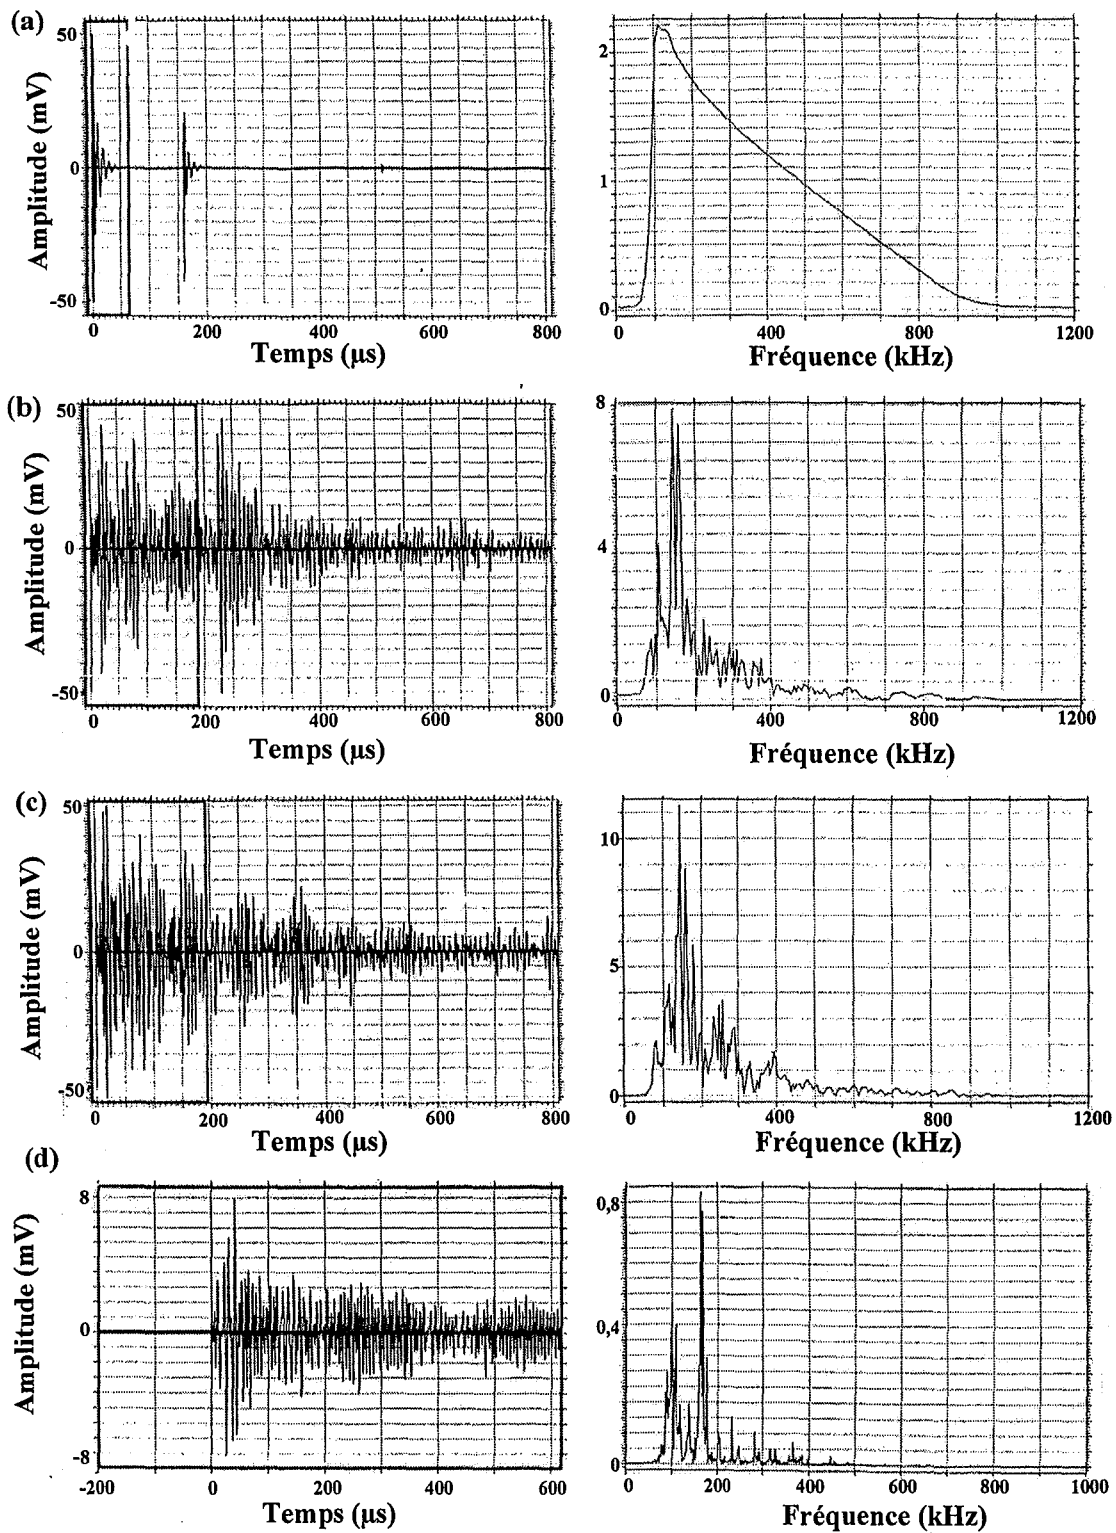 (a)
Amplitude (mV)
50
0
-50
0 200 400 600 800
Temps (µs)
2
1
0
0 400 800 1200
Fréquence (kHz)
(b)
Amplitude (mV)
50
0
-50
0 200 400 600 800
Temps (µs)
8
4
0
0 400 800 1200
Fréquence (kHz)
(c)
Amplitude (mV)
50
0
-50
0 200 400 600 800
Temps (µs)
10
5
0
0 200 400 600 800 1200
Fréquence (kHz)
(d)
Amplitude (mV)
8
0
-8
-200 0 200 400 600
Temps (µs)
0,8
0,4
0
0 200 400 600 800 1000
Fréquence (kHz)